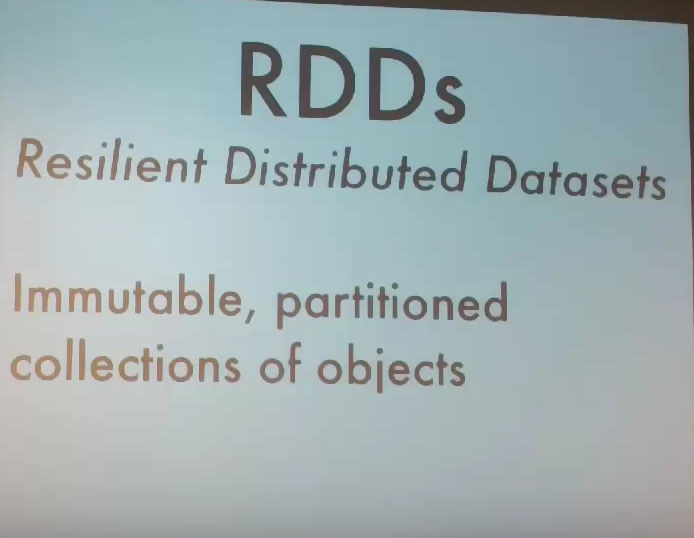 RDDs
Resilient Distributed Datasets
Immutable, partitioned
collections of objects